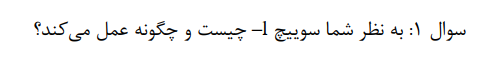 سوال ۱: به نظر شما سوییچ l- چیست و چگونه عمل می‌کند؟